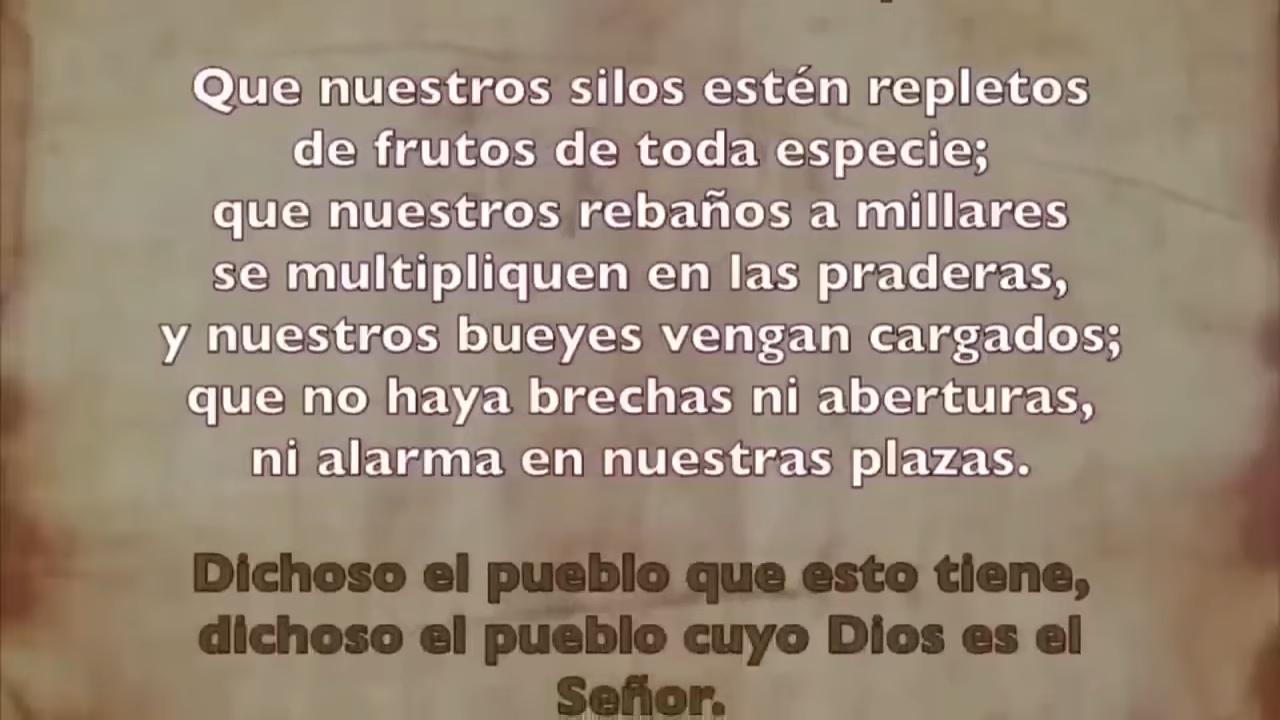 Que nuestros silos estén repletos
de frutos de toda especie;
que nuestros rebaños a millares
se multipliquen en las praderas,
y nuestros bueyes vengan cargados;
que no haya brechas ni aberturas,
ni alarma en nuestras plazas.
Dichoso el pueblo que esto tiene,
dichoso el pueblo cuyo Dios es el
Señor.